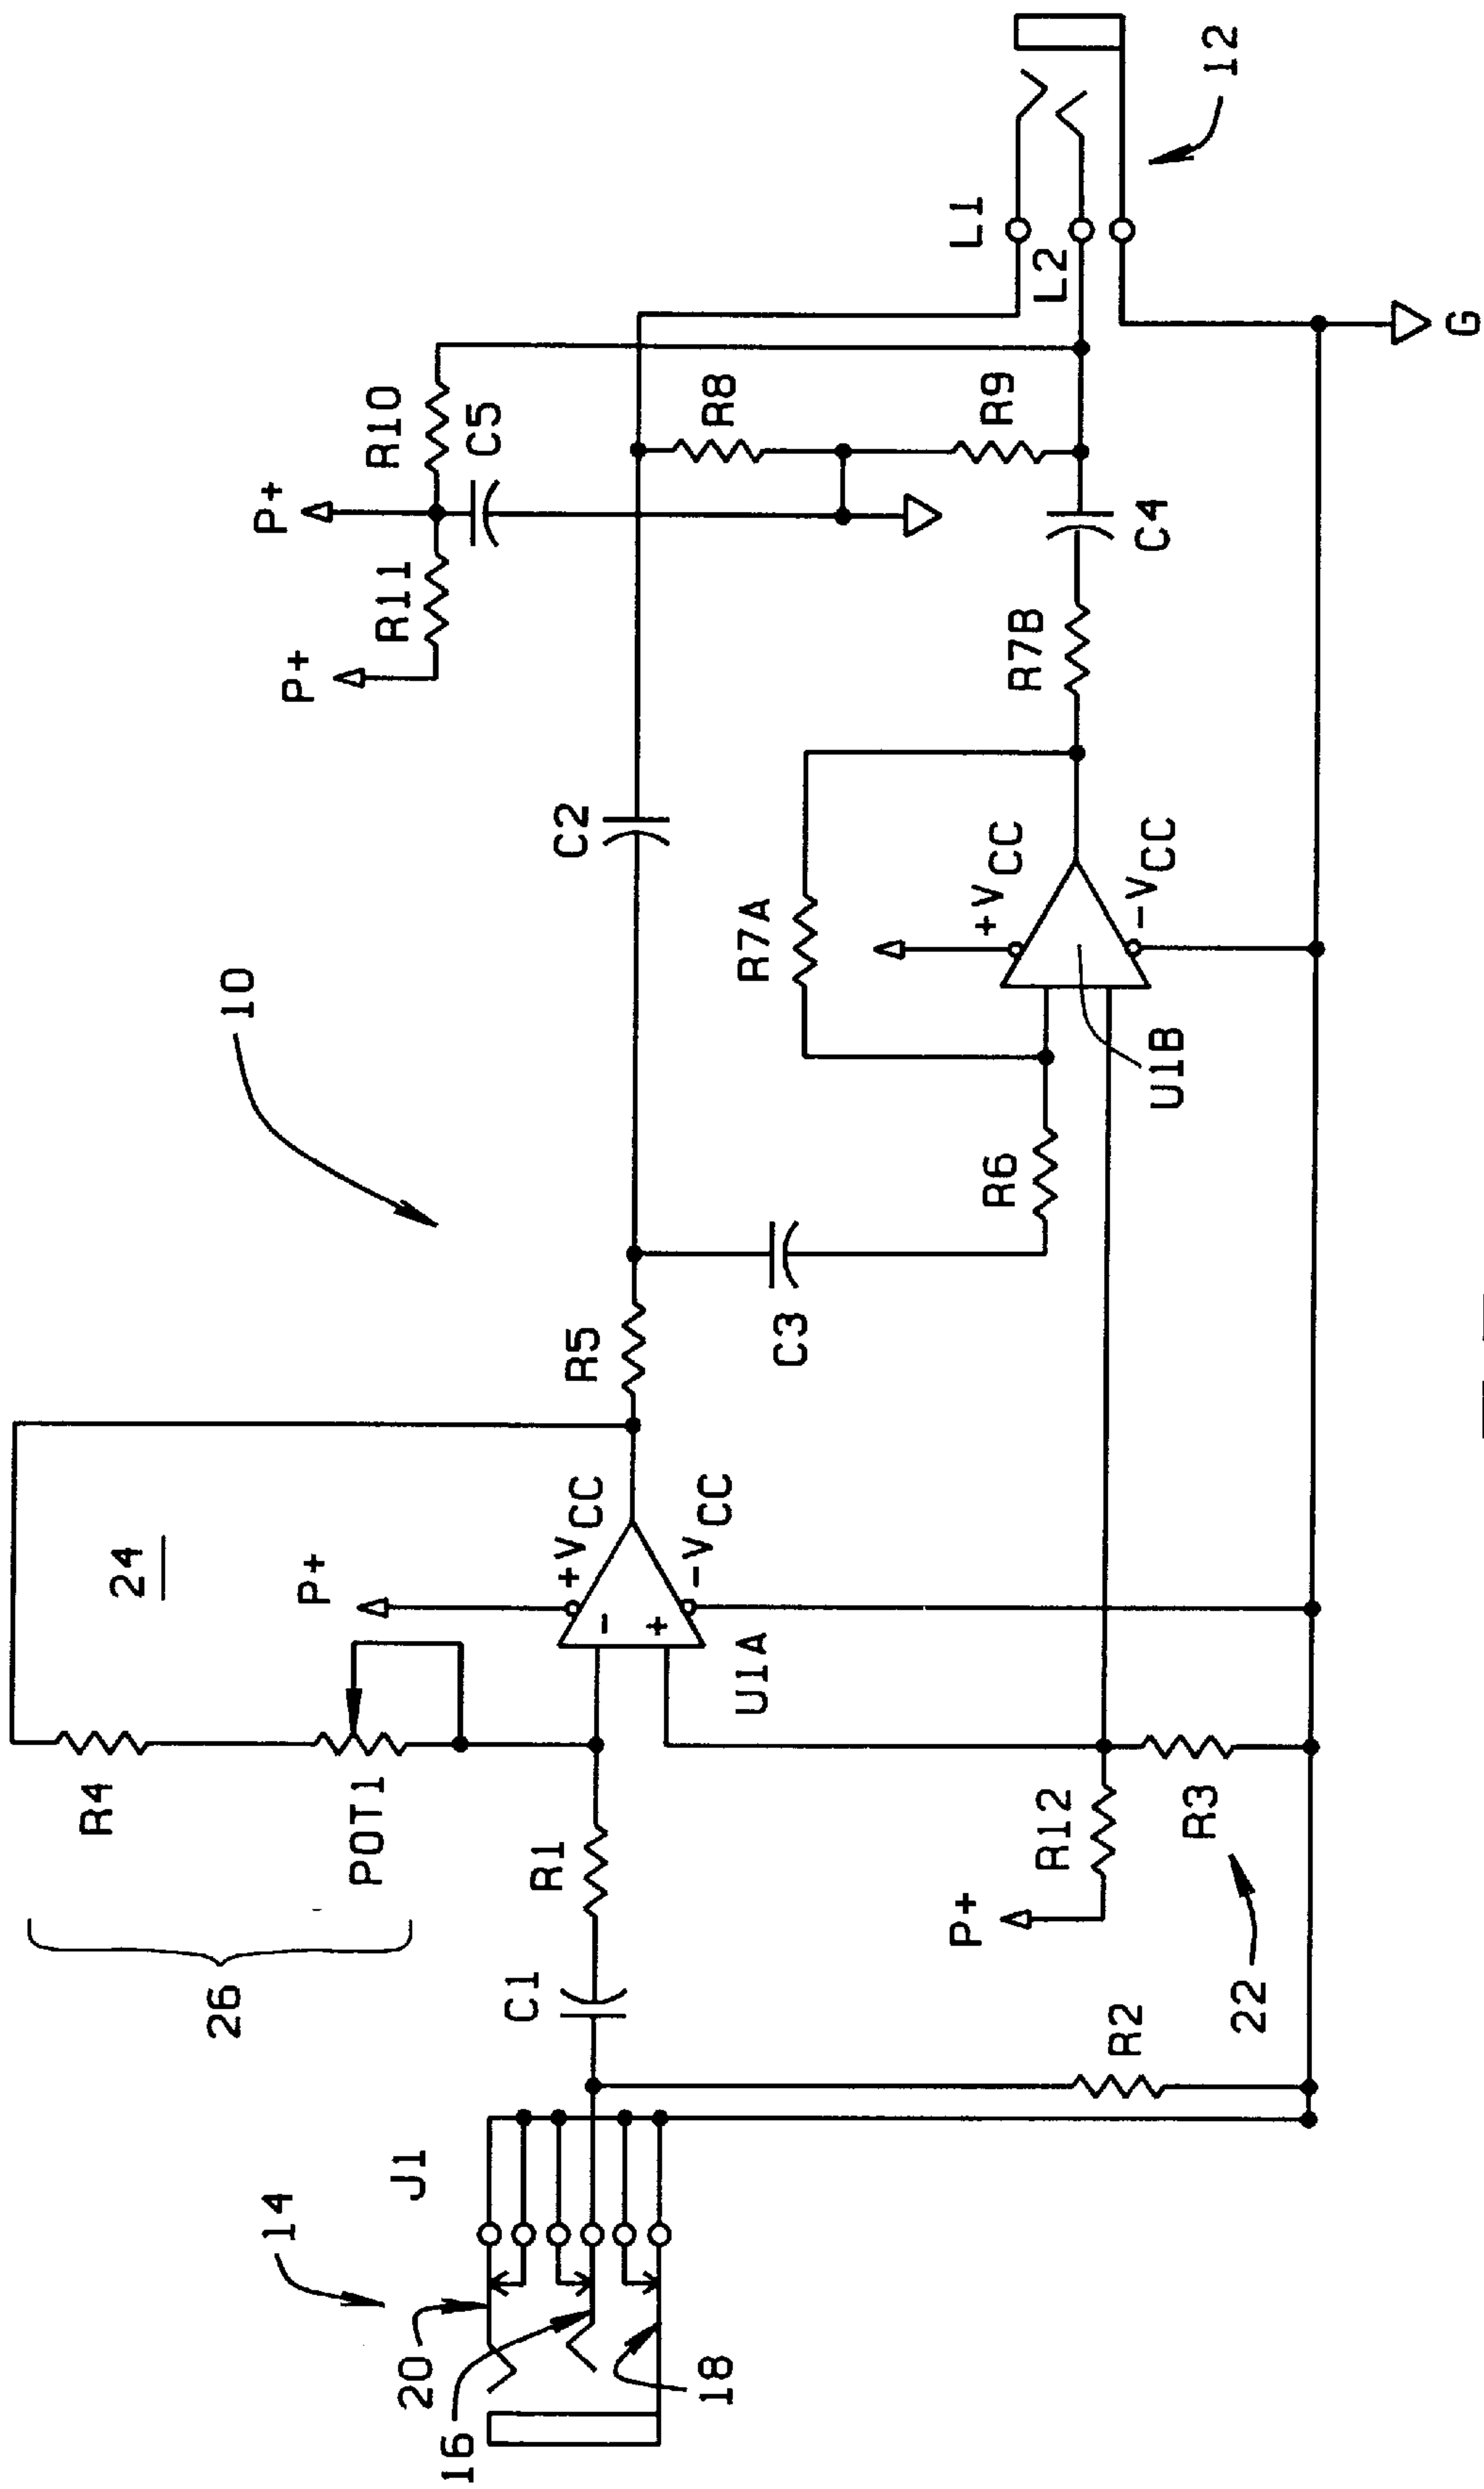 10
12
14
J1
20
16
18
26
R4
24
POT1
P+
+VCC
-
+
-VCC
U1A
C1
R1
R2
22
R3
R12
P+
R5
C3
R6
C2
R7A
+VCC
-VCC
U1B
R7B
C4
P+
R11
P+
R10
C5
R8
R9
L1
L2
G